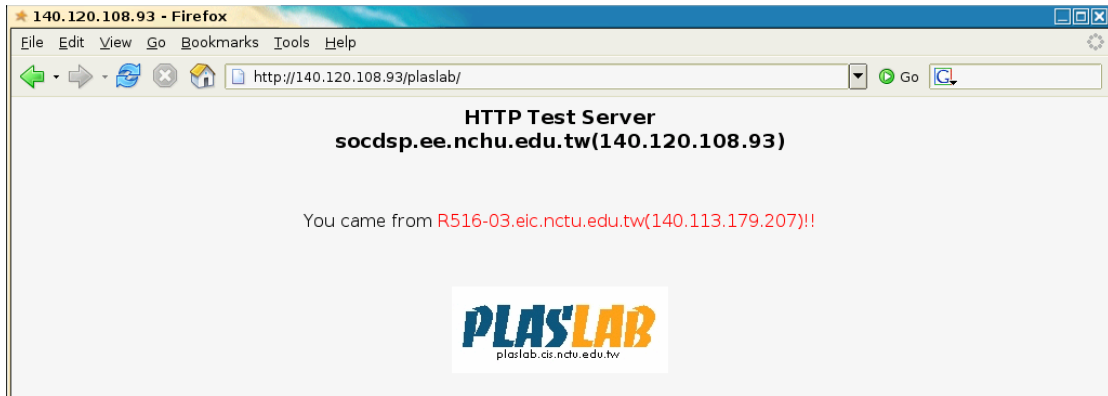 140.120.108.93 - Firefox
File Edit View Go Bookmarks Tools Help
http://140.120.108.93/plaslab/ Go G
HTTP Test Server
socdsp.ee.nchu.edu.tw(140.120.108.93)
You came from R516-03.eic.nctu.edu.tw(140.113.179.207)!!
PLASLAB
plaslab.cis.nctu.edu.tw